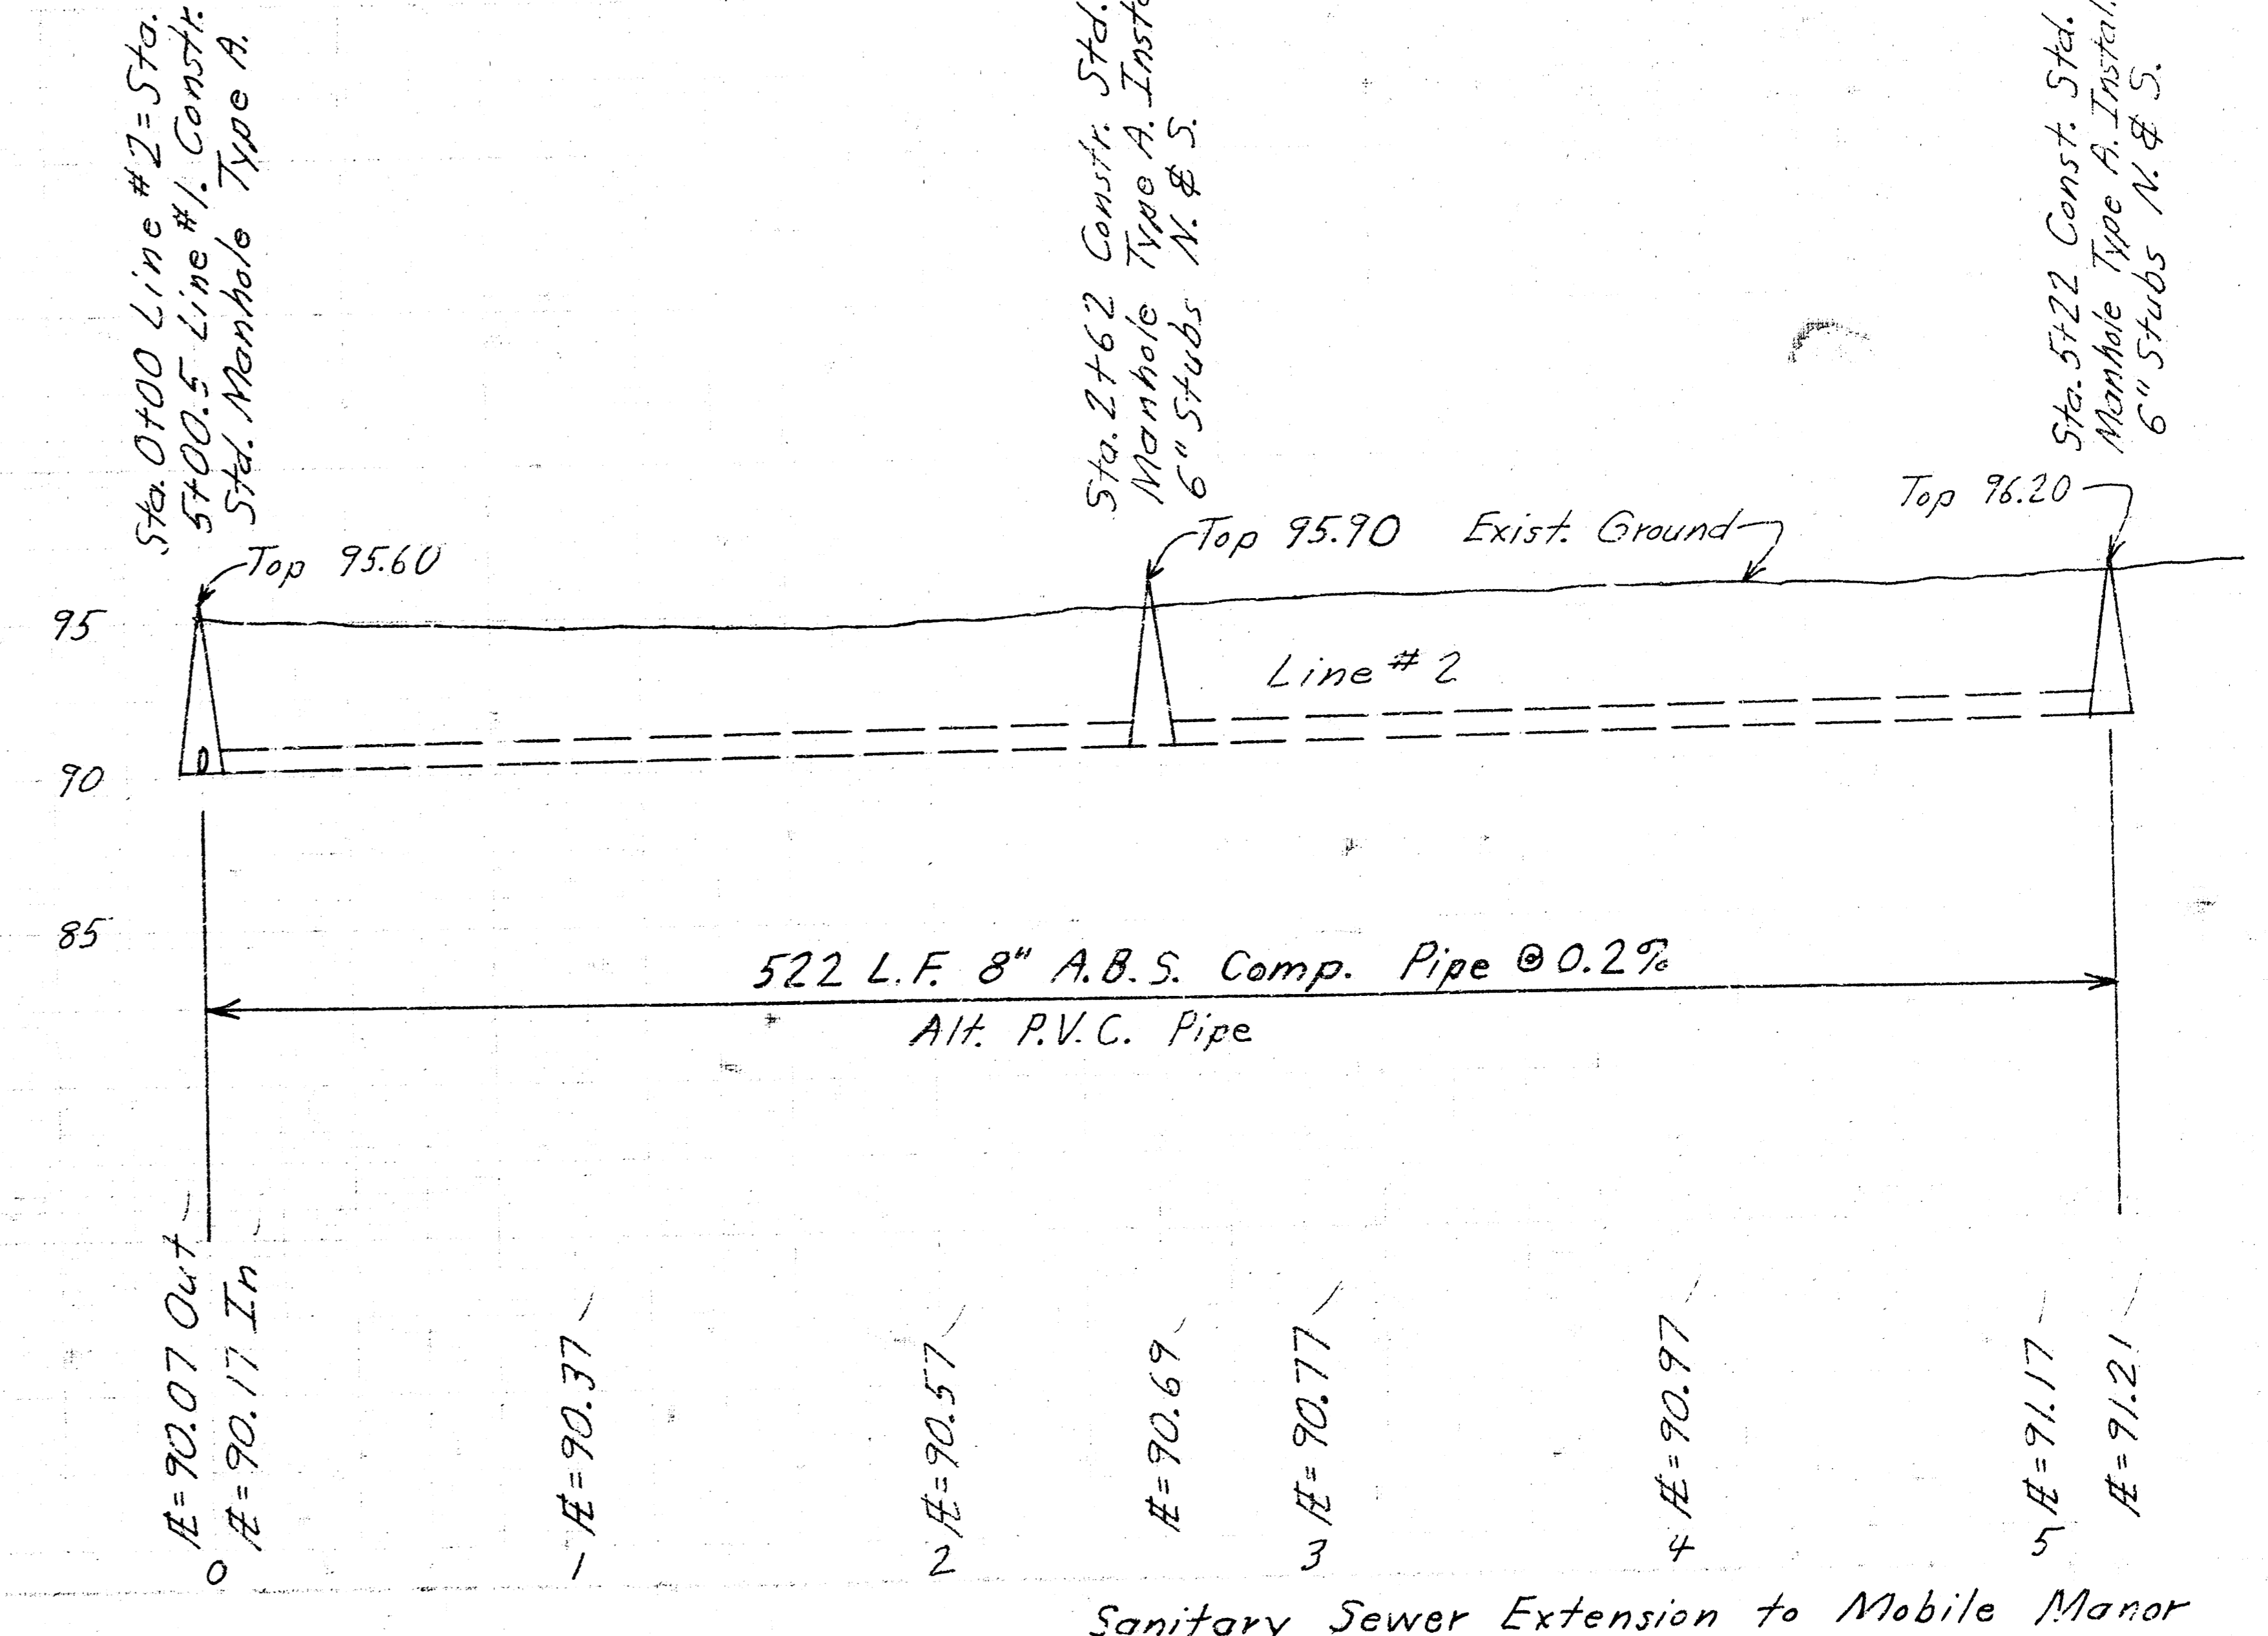 Sta. 0+00 Line #2 = Sta.
5+00.5 Line #1. Constr.
Std. Manhole Type A.
Sta. 2+62 Constr. Std.
Manhole Type A. Insta
6" Stubs N. & S.
Sta. 5+22 Const. Std.
Manhole Type A. Instal.
6" Stubs N. & S.
Top 95.60
Top 95.90
Exist. Ground
Top 96.20
95
Line #2
90
85
522 L.F. 8" A.B.S. Comp. Pipe @ 0.2%
Alt. P.V.C. Pipe
=90.07 Out
=90.17 In
=90.37
=90.57
=90.69
=90.77
=90.97
=91.17
=91.21
0
1
2
3
4
5
Sanitary Sewer Extension to Mobile Manor